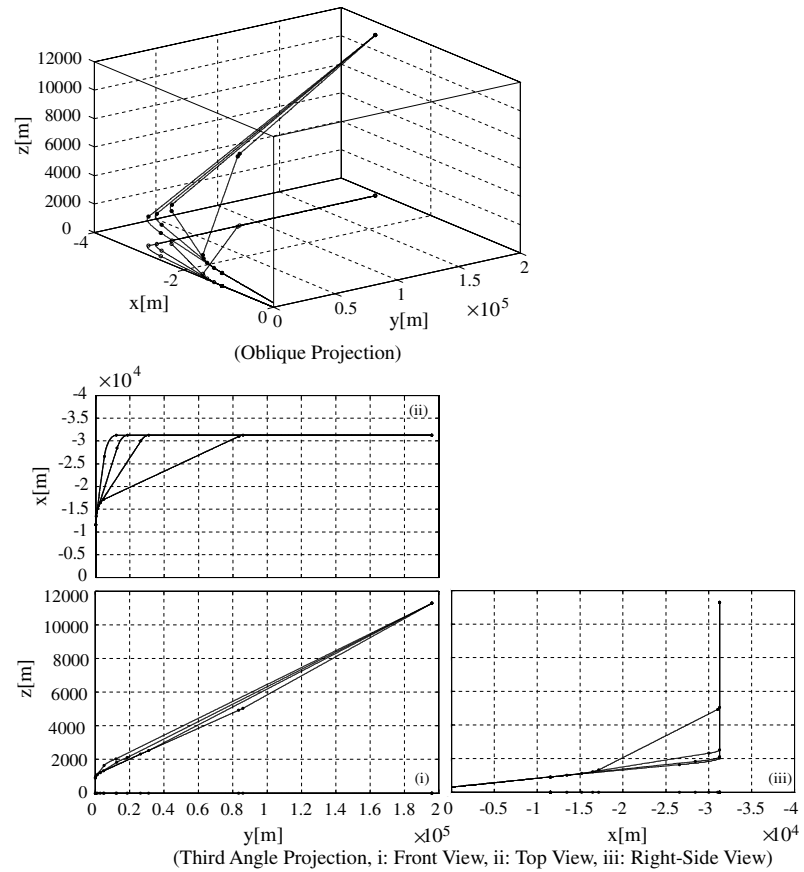 12000
10000
8000
6000
4000
2000
0
z[m]
-4
-2
0
x[m]
0
0.5
1
1.5
2
×10^5
y[m]
(Oblique Projection)
×10^4
-4
-3.5
-3
-2.5
-2
-1.5
-1
-0.5
0
x[m]
(ii)
12000
10000
8000
6000
4000
2000
0
z[m]
(i)
0 0.2 0.4 0.6 0.8 1 1.2 1.4 1.6 1.8 2
y[m]
×10^5
(iii)
0 -0.5 -1 -1.5 -2 -2.5 -3 -3.5 -4
x[m]
×10^4
(Third Angle Projection, i: Front View, ii: Top View, iii: Right-Side View)